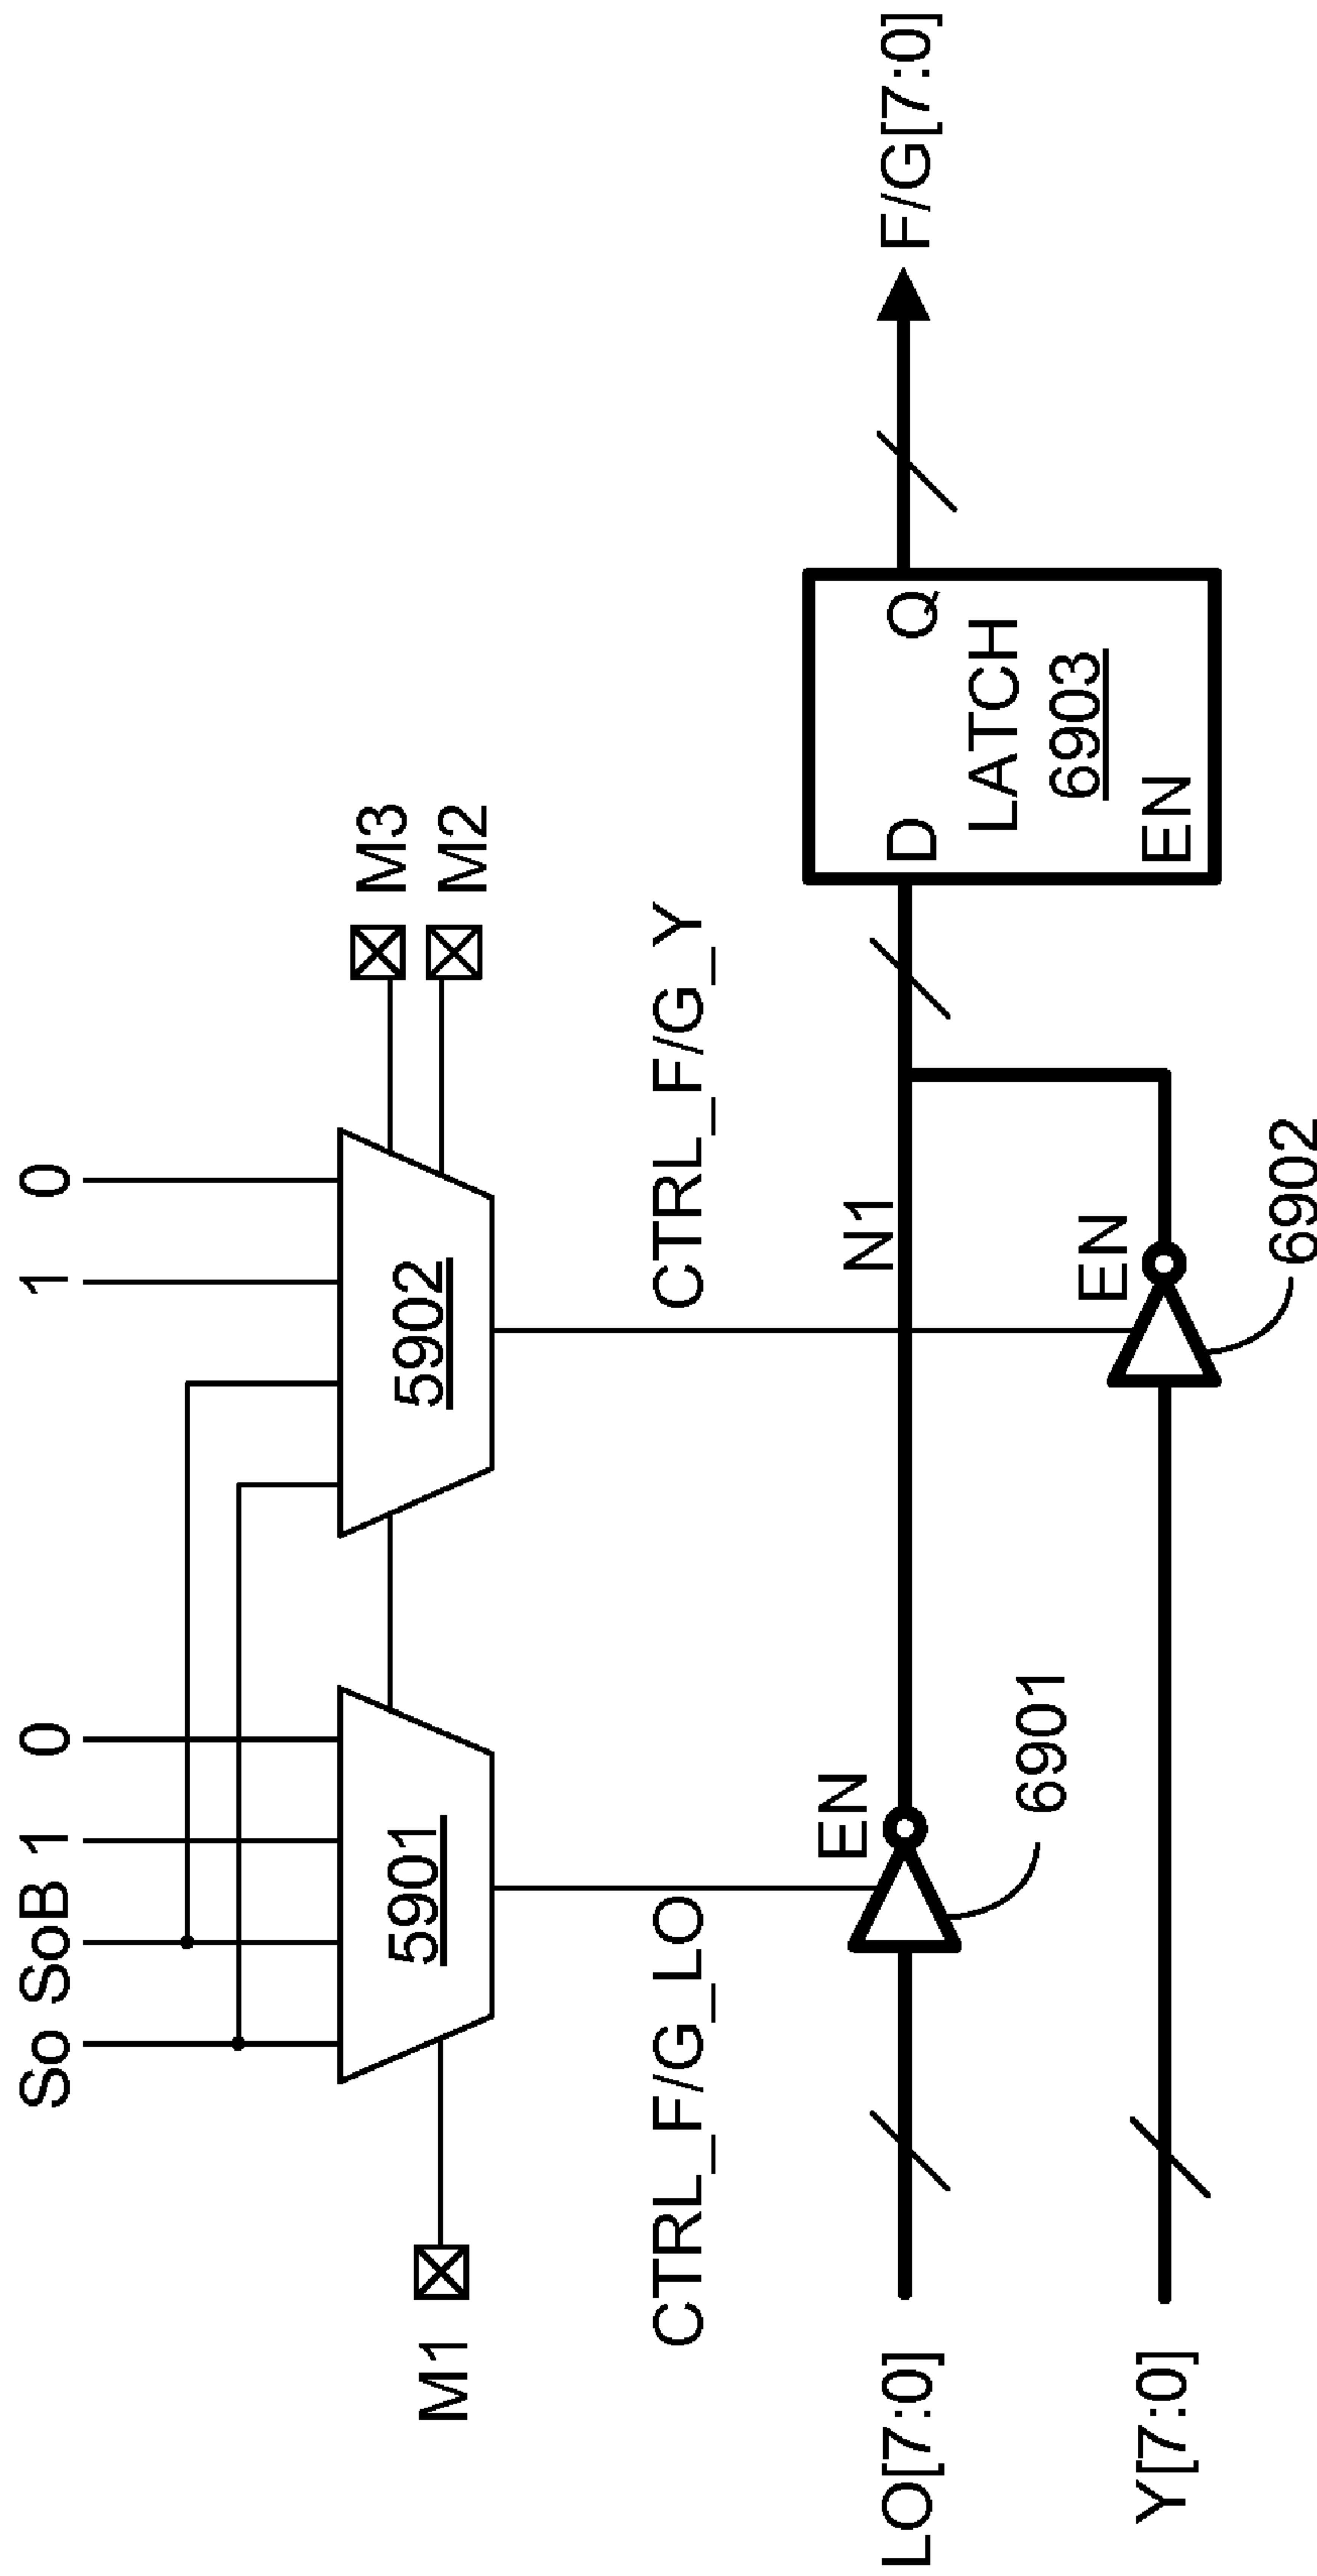 So SoB 1 0
1 0
M1
5901
5902
M3
M2
CTRL_F/G_LO
CTRL_F/G_Y
LO[7:0]
EN
N1
D
Q
F/G[7:0]
LATCH
6903
EN
6901
Y[7:0]
EN
6902